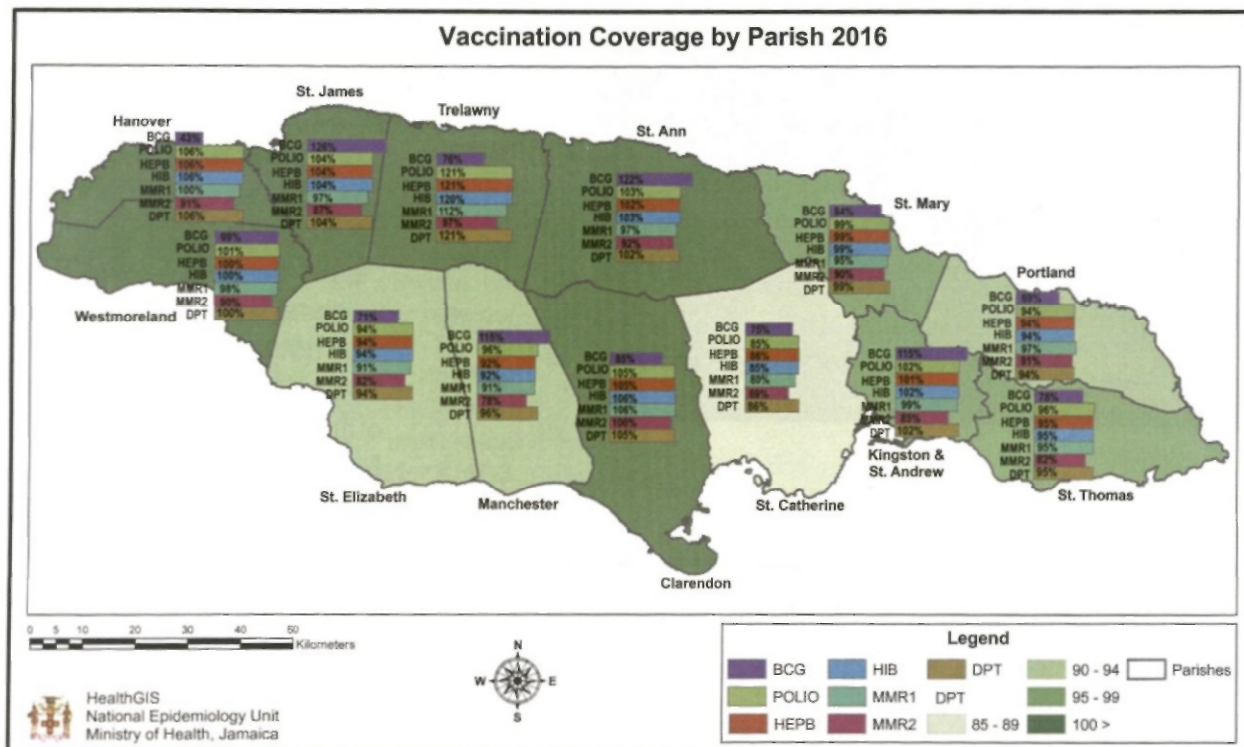 Vaccination Coverage by Parish 2016
Hanover
BCG 43%
POLIO 106%
HEPB 106%
HIB 106%
MMR1 100%
MMR2 91%
DPT 106%
St. James
BCG 126%
POLIO 104%
HEPB 104%
HIB 104%
MMR1 97%
MMR2 87%
DPT 104%
Trelawny
BCG 76%
POLIO 121%
HEPB 121%
HIB 120%
MMR1 112%
MMR2 97%
DPT 121%
St. Ann
BCG 122%
POLIO 103%
HEPB 102%
HIB 103%
MMR1 97%
MMR2 92%
DPT 102%
St. Mary
BCG 84%
POLIO 99%
HEPB 99%
HIB 99%
MMR1 95%
MMR2 90%
DPT 99%
Portland
BCG
POLIO 94%
HEPB 94%
HIB 94%
MMR1 97%
MMR2 91%
DPT 94%
Westmoreland
BCG 99%
POLIO 101%
HEPB 100%
HIB 100%
MMR1 98%
MMR2 90%
DPT 100%
St. Elizabeth
BCG 71%
POLIO 94%
HEPB 94%
HIB 94%
MMR1 91%
MMR2 82%
DPT 94%
Manchester
BCG 115%
POLIO 96%
HEPB 92%
HIB 92%
MMR1 91%
MMR2 78%
DPT 96%
Clarendon
BCG 85%
POLIO 105%
HEPB 105%
HIB 106%
MMR1 106%
MMR2 106%
DPT 105%
St. Catherine
BCG 75%
POLIO 85%
HEPB 86%
HIB 85%
MMR1
MMR2
DPT 86%
Kingston &
St. Andrew
BCG 115%
POLIO 102%
HEPB 101%
HIB 102%
MMR1 99%
MMR2
DPT 102%
St. Thomas
BCG 78%
POLIO 96%
HEPB 95%
HIB 95%
MMR1 95%
MMR2 82%
DPT 95%
0 5 10 20 30 40 50
Kilometers
N
W E
S
HealthGIS
National Epidemiology Unit
Ministry of Health, Jamaica
Legend
BCG HIB DPT 90 - 94 Parishes
POLIO MMR1 DPT 95 - 99
HEPB MMR2 85 - 89 100 >